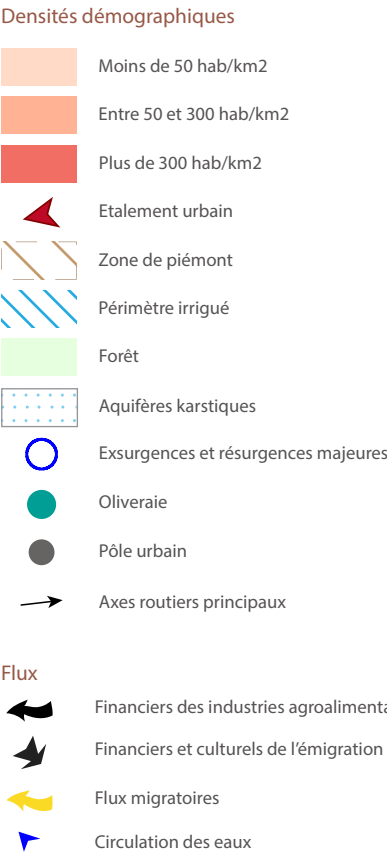 Densités démographiques
Moins de 50 hab/km2
Entre 50 et 300 hab/km2
Plus de 300 hab/km2
Etalement urbain
Zone de piémont
Périmètre irrigué
Forêt
Aquifères karstiques
Exsurgences et résurgences majeures
Oliveraie
Pôle urbain
Axes routiers principaux
Flux
Financiers des industries agroalimenta
Financiers et culturels de l'émigration
Flux migratoires
Circulation des eaux